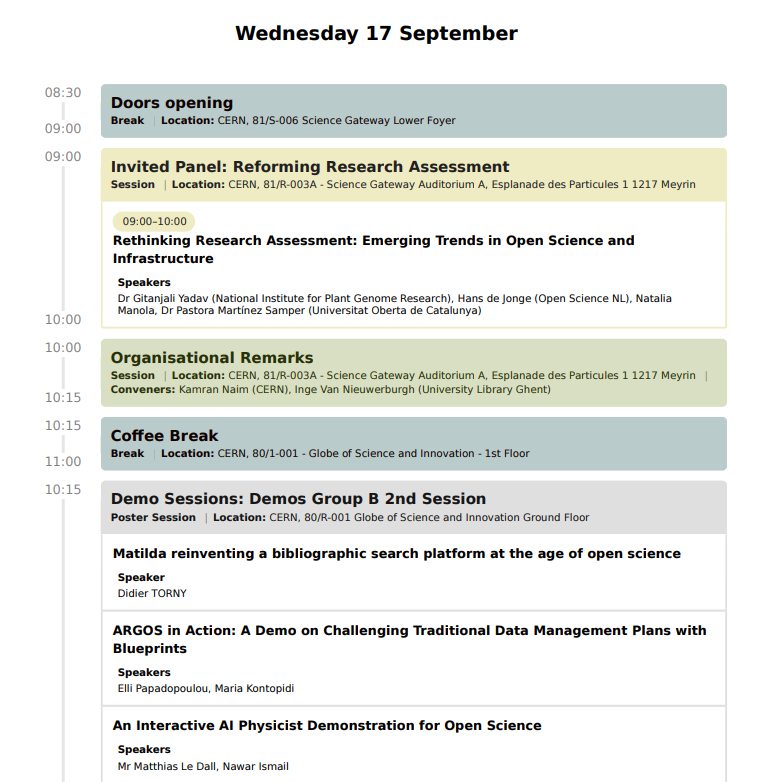 Wednesday 17 September
08:30
09:00
Doors opening
Break | Location: CERN, 81/S-006 Science Gateway Lower Foyer
09:00
10:00
Invited Panel: Reforming Research Assessment
Session | Location: CERN, 81/R-003A - Science Gateway Auditorium A, Esplanade des Particules 1 1217 Meyrin
09:00–10:00
Rethinking Research Assessment: Emerging Trends in Open Science and
Infrastructure
Speakers
Dr Gitanjali Yadav (National Institute for Plant Genome Research), Hans de Jonge (Open Science NL), Natalia
Manola, Dr Pastora Martínez Samper (Universitat Oberta de Catalunya)
10:00
10:15
Organisational Remarks
Session | Location: CERN, 81/R-003A - Science Gateway Auditorium A, Esplanade des Particules 1 1217 Meyrin |
Conveners: Kamran Naim (CERN), Inge Van Nieuwerburgh (University Library Ghent)
10:15
11:00
Coffee Break
Break | Location: CERN, 80/1-001 - Globe of Science and Innovation - 1st Floor
10:15
Demo Sessions: Demos Group B 2nd Session
Poster Session | Location: CERN, 80/R-001 Globe of Science and Innovation Ground Floor
Matilda reinventing a bibliographic search platform at the age of open science
Speaker
Didier TORNY
ARGOS in Action: A Demo on Challenging Traditional Data Management Plans with
Blueprints
Speakers
Elli Papadopoulou, Maria Kontopidi
An Interactive AI Physicist Demonstration for Open Science
Speakers
Mr Matthias Le Dall, Nawar Ismail